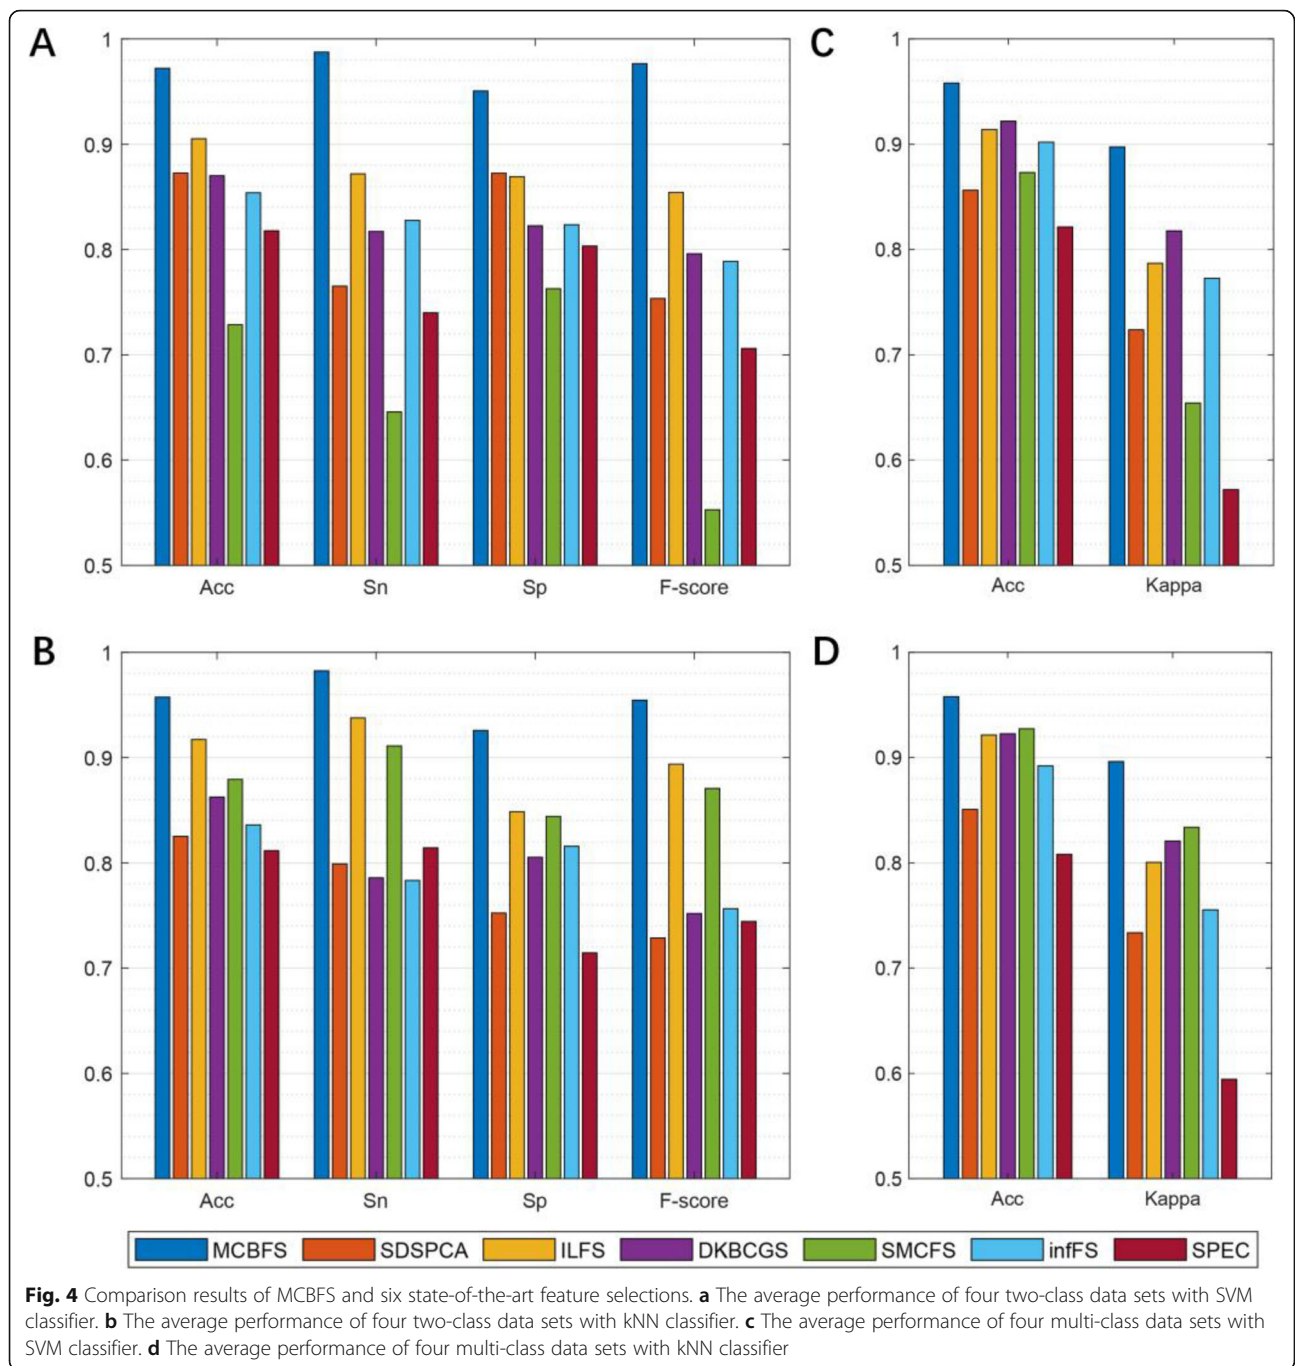 A
1
0.9
0.8
0.7
0.6
0.5
Acc Sn Sp F-score
C
1
0.9
0.8
0.7
0.6
0.5
Acc Kappa
B
1
0.9
0.8
0.7
0.6
0.5
Acc Sn Sp F-score
D
1
0.9
0.8
0.7
0.6
0.5
Acc Kappa
MCBFS SDSPCA ILFS DKBCGS SMCFS infFS SPEC
Fig. 4 Comparison results of MCBFS and six state-of-the-art feature selections. a The average performance of four two-class data sets with SVM
classifier. b The average performance of four two-class data sets with kNN classifier. c The average performance of four multi-class data sets with
SVM classifier. d The average performance of four multi-class data sets with kNN classifier